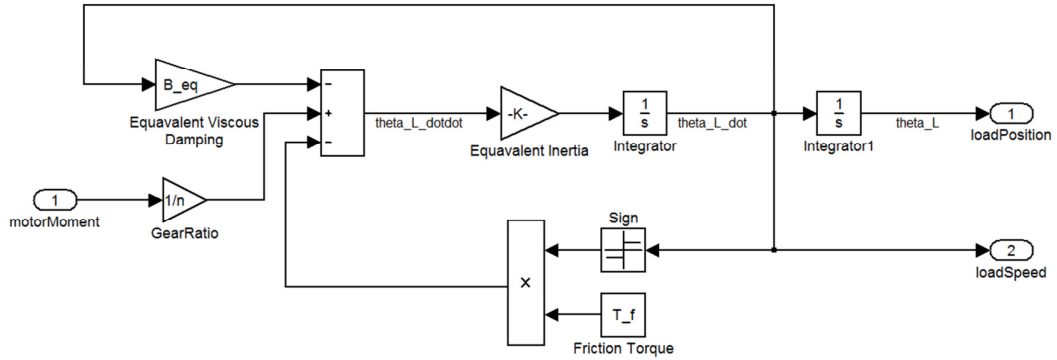 B_eq
Equivalent Viscous
Damping
1
motorMoment
1/n
GearRatio
−
+
−
theta_L_dotdot
-K-
Equavalent Inertia
1
s
Integrator
theta_L_dot
1
s
Integrator1
theta_L
1
loadPosition
Sign
×
T_f
Friction Torque
2
loadSpeed